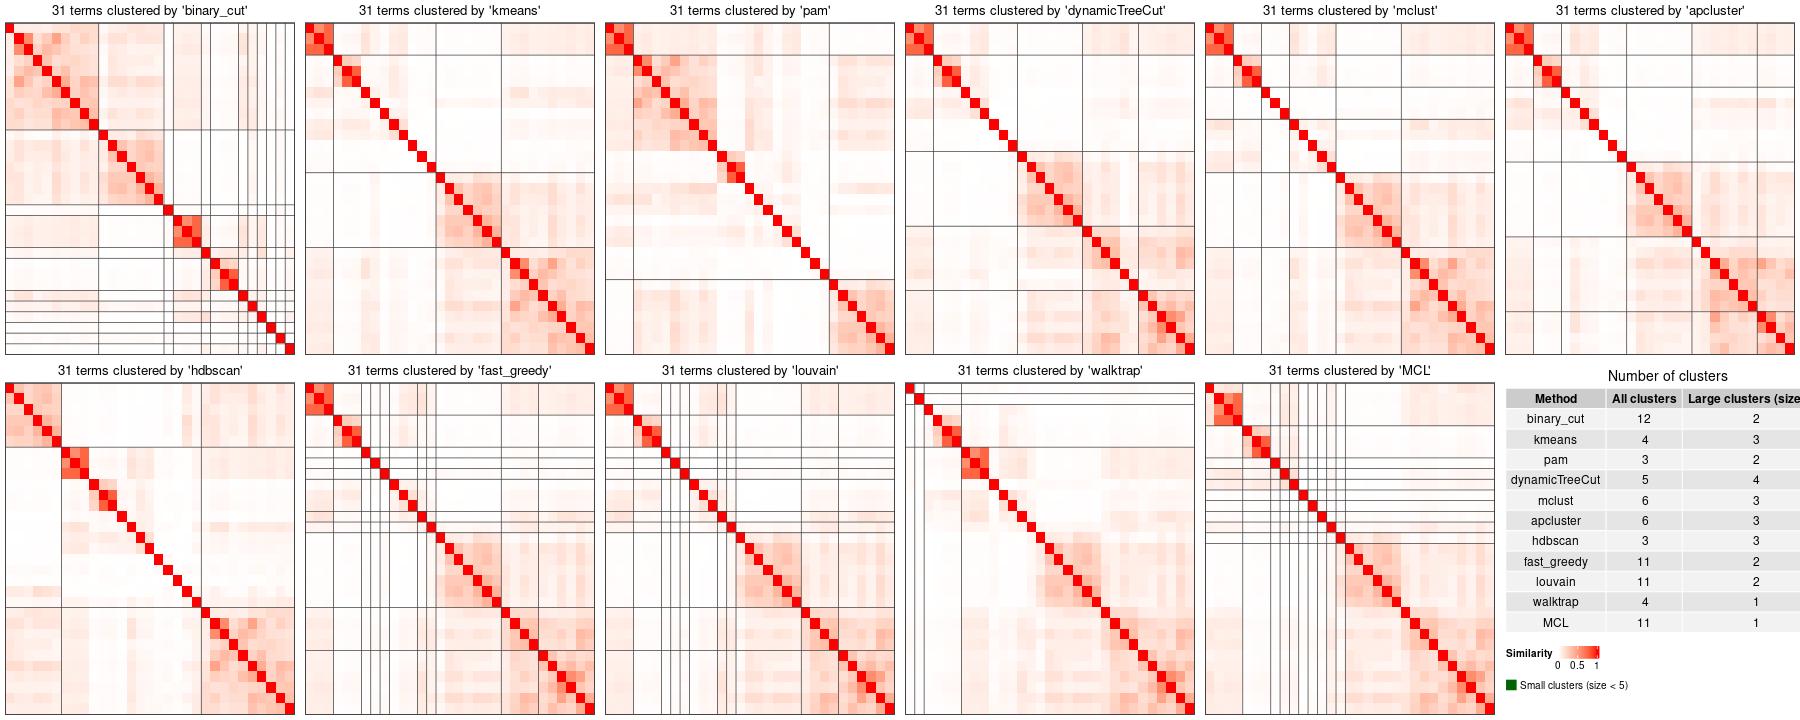 31 terms clustered by 'binary_cut'
31 terms clustered by 'kmeans'
31 terms clustered by 'pam'
31 terms clustered by 'dynamicTreeCut'
31 terms clustered by 'mclust'
31 terms clustered by 'apcluster'
31 terms clustered by 'hdbscan'
31 terms clustered by 'fast_greedy'
31 terms clustered by 'louvain'
31 terms clustered by 'walktrap'
31 terms clustered by 'MCL'
Number of clusters
Method All clusters Large clusters (size
binary_cut 12 2
kmeans 4 3
pam 3 2
dynamicTreeCut 5 4
mclust 6 3
apcluster 6 3
hdbscan 3 3
fast_greedy 11 2
louvain 11 2
walktrap 4 1
MCL 11 1
Similarity
0 0.5 1
Small clusters (size < 5)